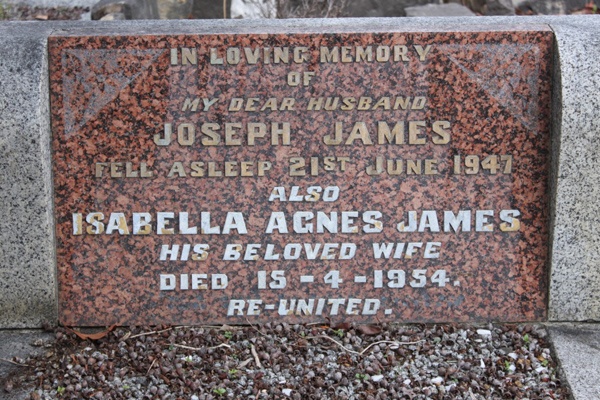 IN LOVING MEMORY
OF
MY DEAR HUSBAND
JOSEPH JAMES
FELL ASLEEP 21ST JUNE 1947
ALSO
ISABELLA AGNES JAMES
HIS BELOVED WIFE
DIED 15-4-1954.
RE-UNITED.